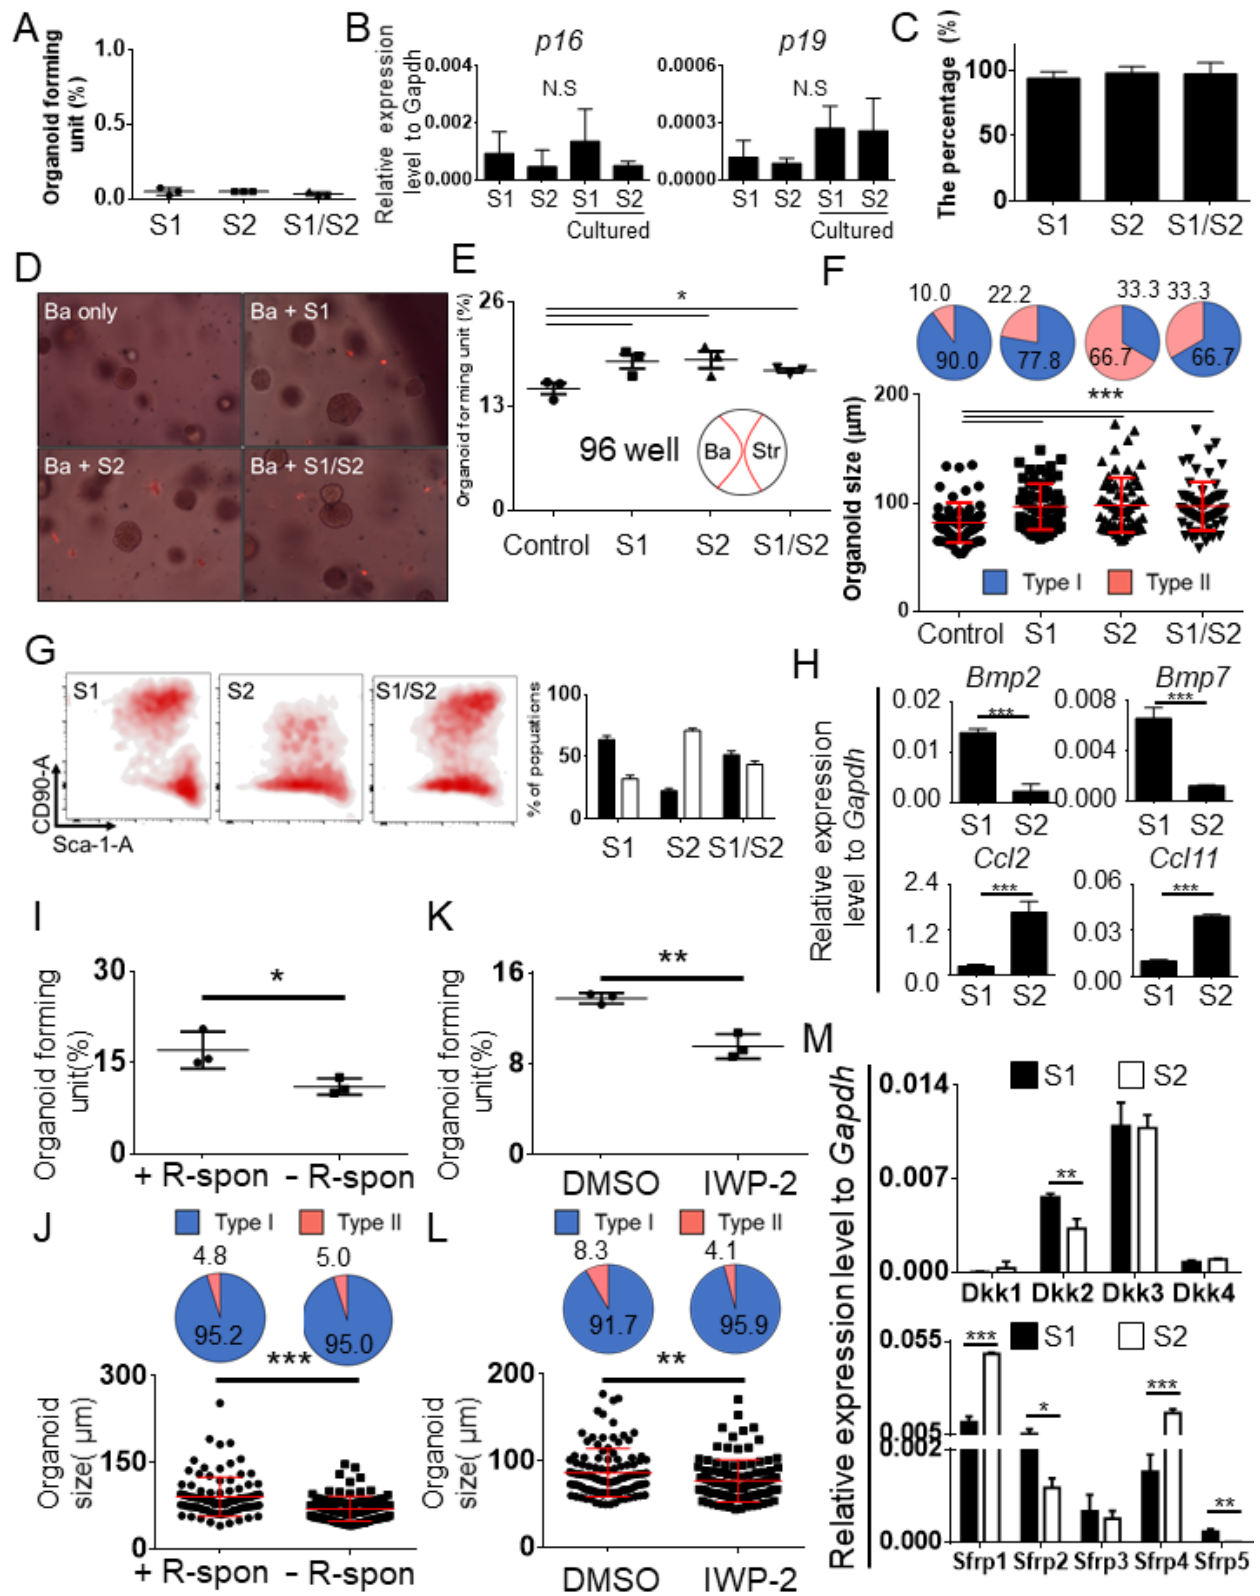 A
1.0
0.5
0.0
Organoid forming
unit (%)
S1 S2 S1/S2
B
p16
p19
Relative expression
level to Gapdh
0.004
0.002
0.000
N.S
S1 S2 S1 S2
Cultured
0.0006
0.0003
0.0000
N.S
S1 S2 S1 S2
Cultured
C
The percentage (%)
100
50
0
S1 S2 S1/S2
D
Ba only
Ba + S1
Ba + S2
Ba + S1/S2
E
Organoid forming unit (%)
26
13
0
*
96 well
Ba Str
Control S1 S2 S1/S2
F
10.0 22.2 33.3 33.3
90.0 77.8 66.7 66.7
***
Organoid size (μm)
200
100
0
Type I Type II
Control S1 S2 S1/S2
G
S1 S2 S1/S2
CD90-A
Sca-1-A
% of popuations
100
50
0
S1 S2 S1/S2
H
Relative expression
level to Gapdh
Bmp2
0.02
0.01
0.00
***
S1 S2
Bmp7
0.008
0.004
0.000
***
S1 S2
Ccl2
2.4
1.2
0.0
***
S1 S2
Ccl11
0.06
0.03
0.00
***
S1 S2
I
Organoid forming
unit(%)
30
15
0
*
+ R-spon - R-spon
K
Organoid forming
unit(%)
16
8
0
**
DMSO IWP-2
J
Type I Type II
4.8 5.0
95.2 95.0
***
Organoid
size( μm)
300
150
0
+ R-spon - R-spon
L
Type I Type II
8.3 4.1
91.7 95.9
**
Organoid
size( μm)
200
100
0
DMSO IWP-2
M
Relative expression level to Gapdh
S1 S2
0.014
0.007
0.000
**
Dkk1 Dkk2 Dkk3 Dkk4
S1 S2
0.055
0.005
0.002
0.000
*** * *** **
Sfrp1 Sfrp2 Sfrp3 Sfrp4 Sfrp5